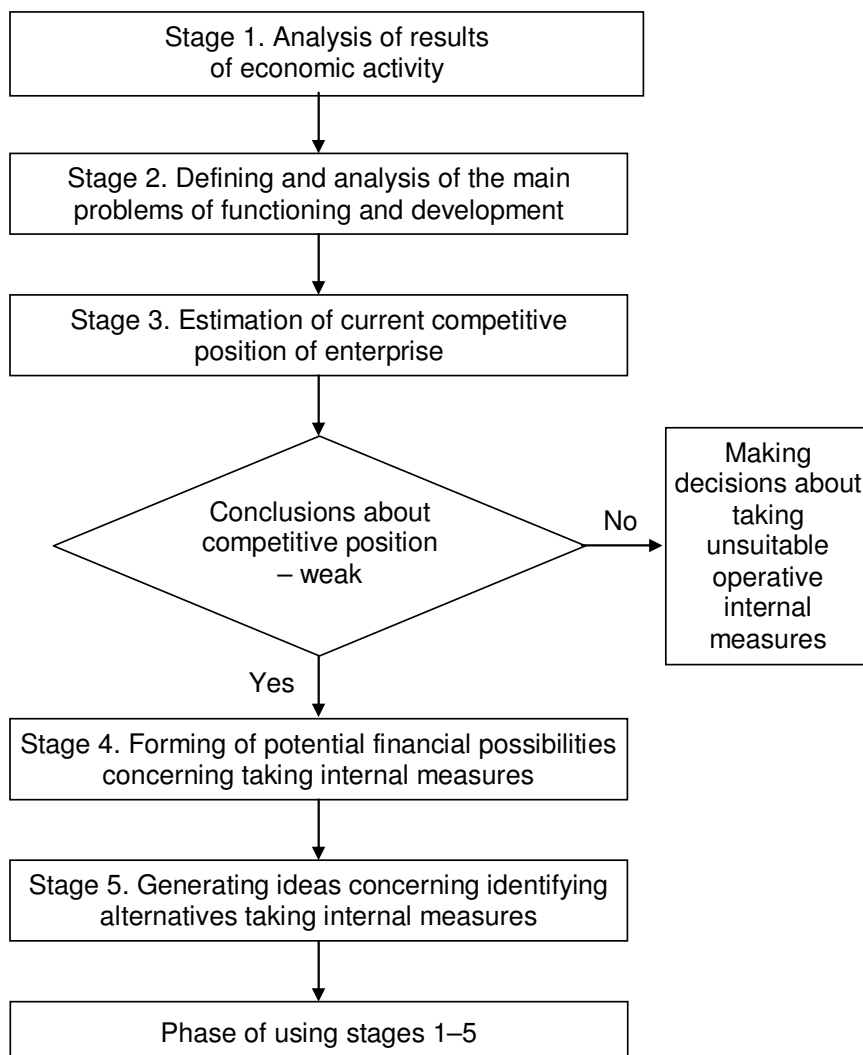 Stage 1. Analysis of results
of economic activity
Stage 2. Defining and analysis of the main
problems of functioning and development
Stage 3. Estimation of current competitive
position of enterprise
Conclusions about
competitive position
– weak
No
Making
decisions about
taking
unsuitable
operative
internal
measures
Yes
Stage 4. Forming of potential financial possibilities
concerning taking internal measures
Stage 5. Generating ideas concerning identifying
alternatives taking internal measures
Phase of using stages 1–5